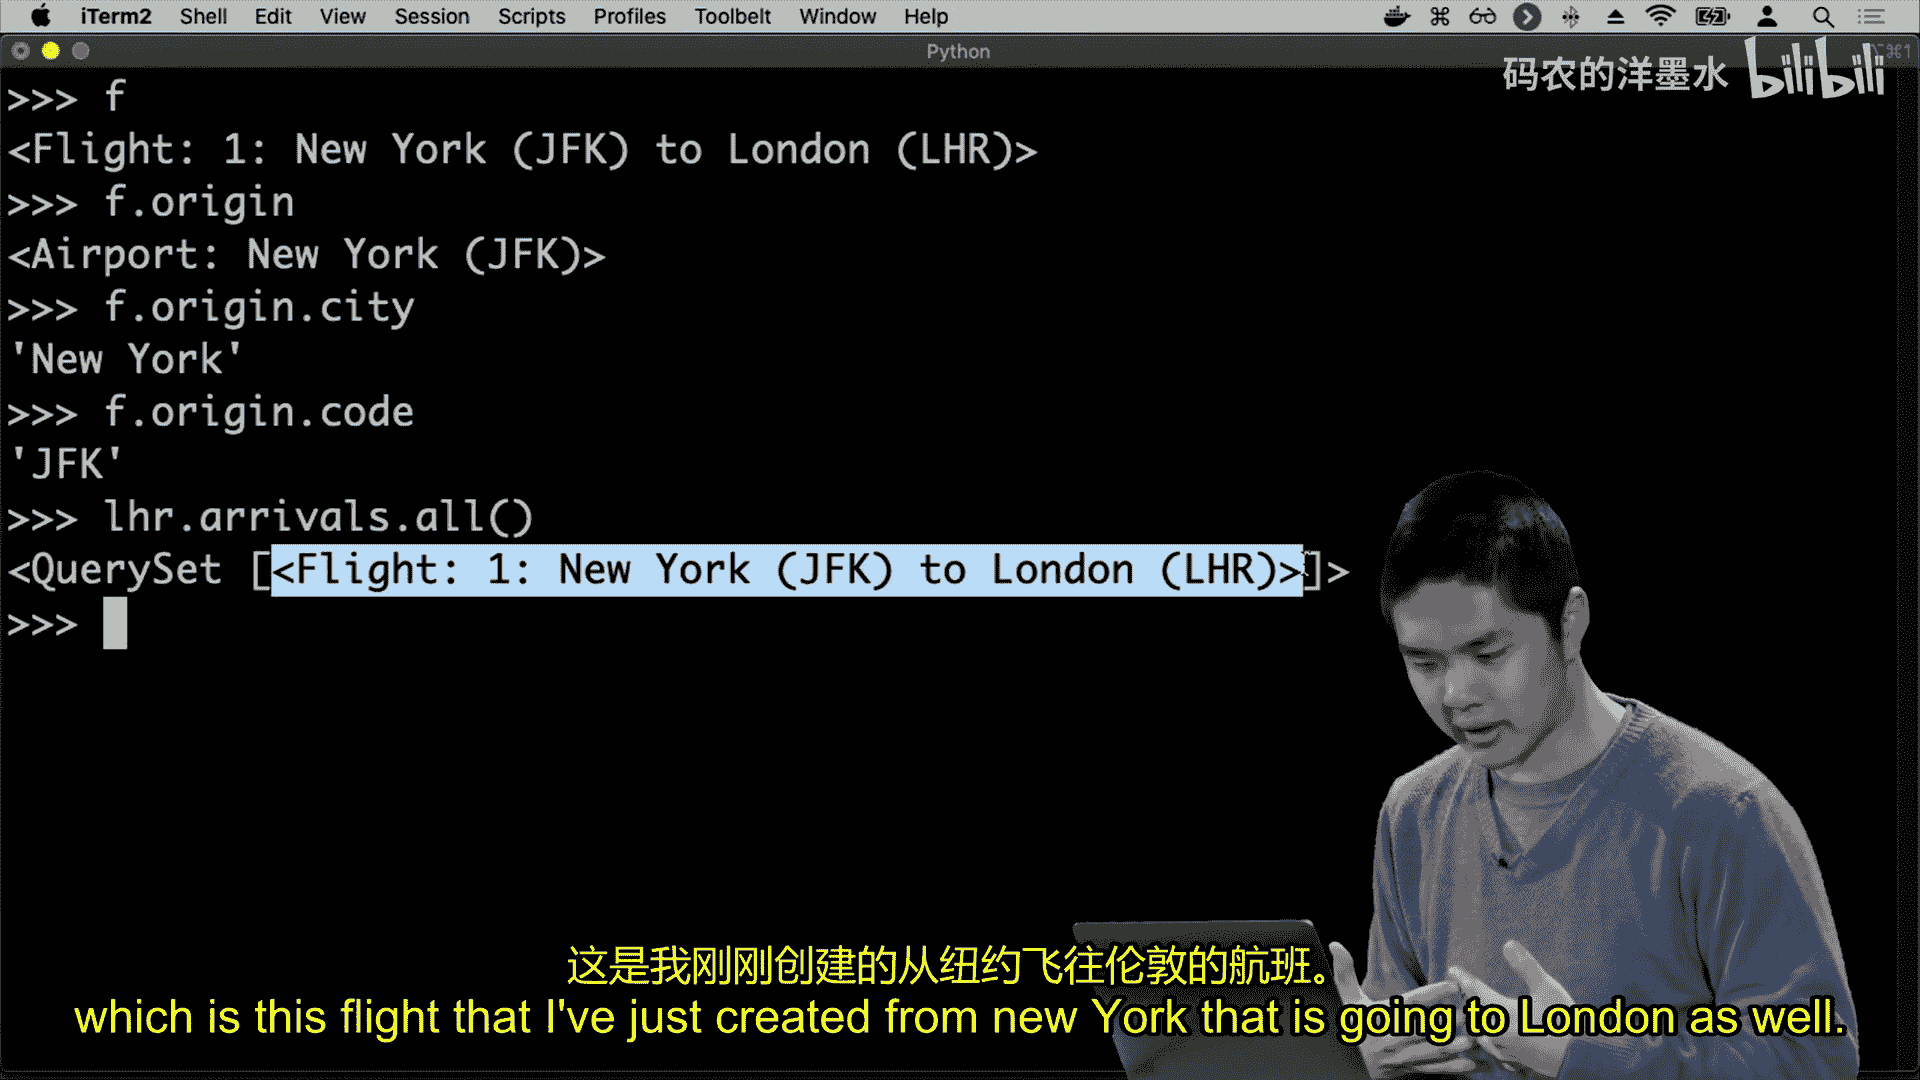 iTerm2 Shell Edit View Session Scripts Profiles Toolbelt Window Help
Python
⌘1
码农的洋墨水 bilibili
>>> f
<Flight: 1: New York (JFK) to London (LHR)>
>>> f.origin
<Airport: New York (JFK)>
>>> f.origin.city
'New York'
>>> f.origin.code
'JFK'
>>> lhr.arrivals.all()
<QuerySet [<Flight: 1: New York (JFK) to London (LHR)>]>
>>>
这是我刚刚创建的从纽约飞往伦敦的航班。
which is this flight that I've just created from new York that is going to London as well.